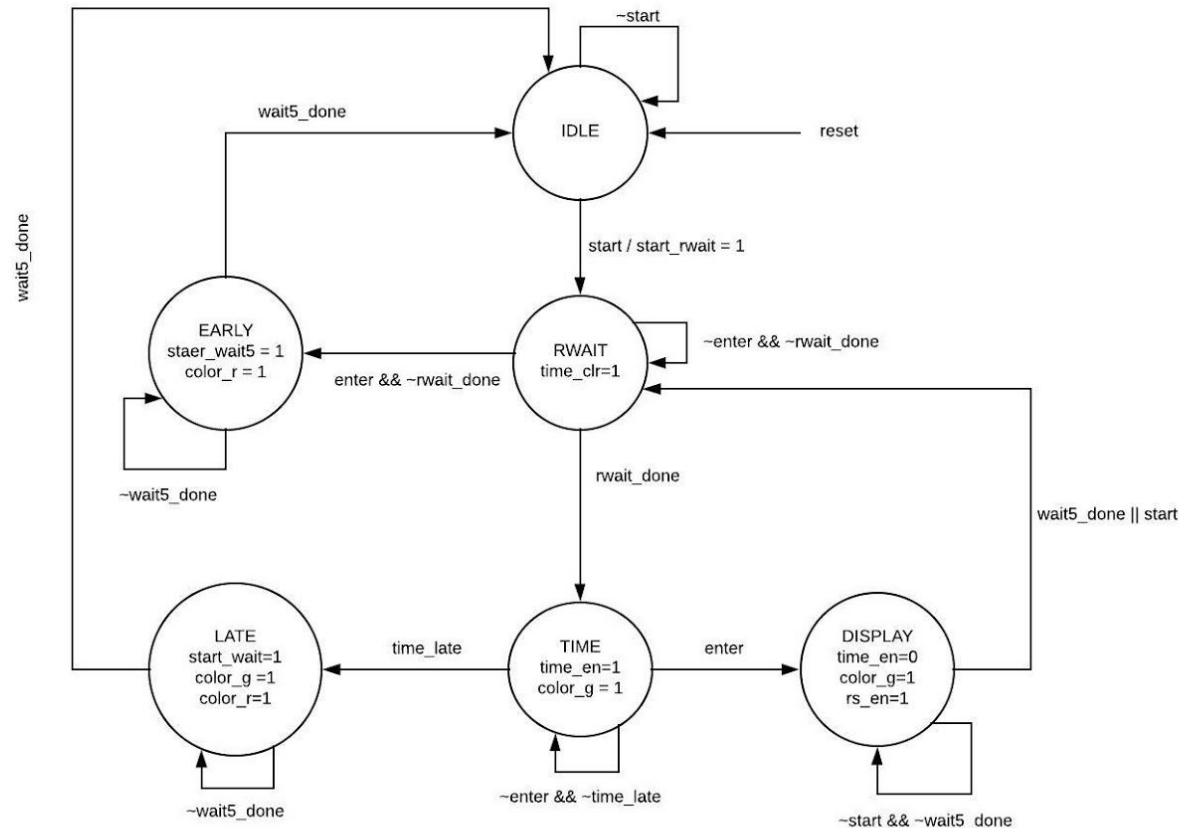 ~start
IDLE
reset
wait5_done
wait5_done
start / start_rwait = 1
EARLY
staer_wait5 = 1
color_r = 1
enter && ~rwait_done
RWAIT
time_clr=1
~enter && ~rwait_done
~wait5_done
rwait_done
wait5_done || start
LATE
start_wait=1
color_g =1
color_r=1
time_late
TIME
time_en=1
color_g = 1
enter
DISPLAY
time_en=0
color_g=1
rs_en=1
~wait5_done
~enter && ~time_late
~start && ~wait5_done